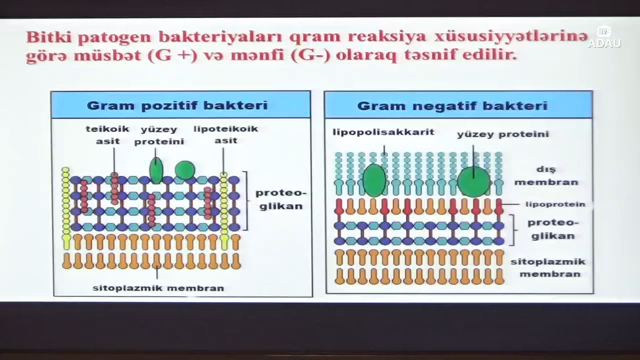 Bitki patogen bakteriyaları qram reaksiya xüsusiyyətlərinə
görə müsbət (G +) və mənfi (G-) olaraq təsnif edilir.
ADAU
Gram pozitif bakteri
teikoik
asit
yüzey
proteini
lipoteikoik
asit
proteo-
glikan
sitoplazmik membran
Gram negatif bakteri
lipopolisakkarit
yüzey proteini
dış
membran
lipoprotein
proteo-
glikan
sitoplazmik
membran